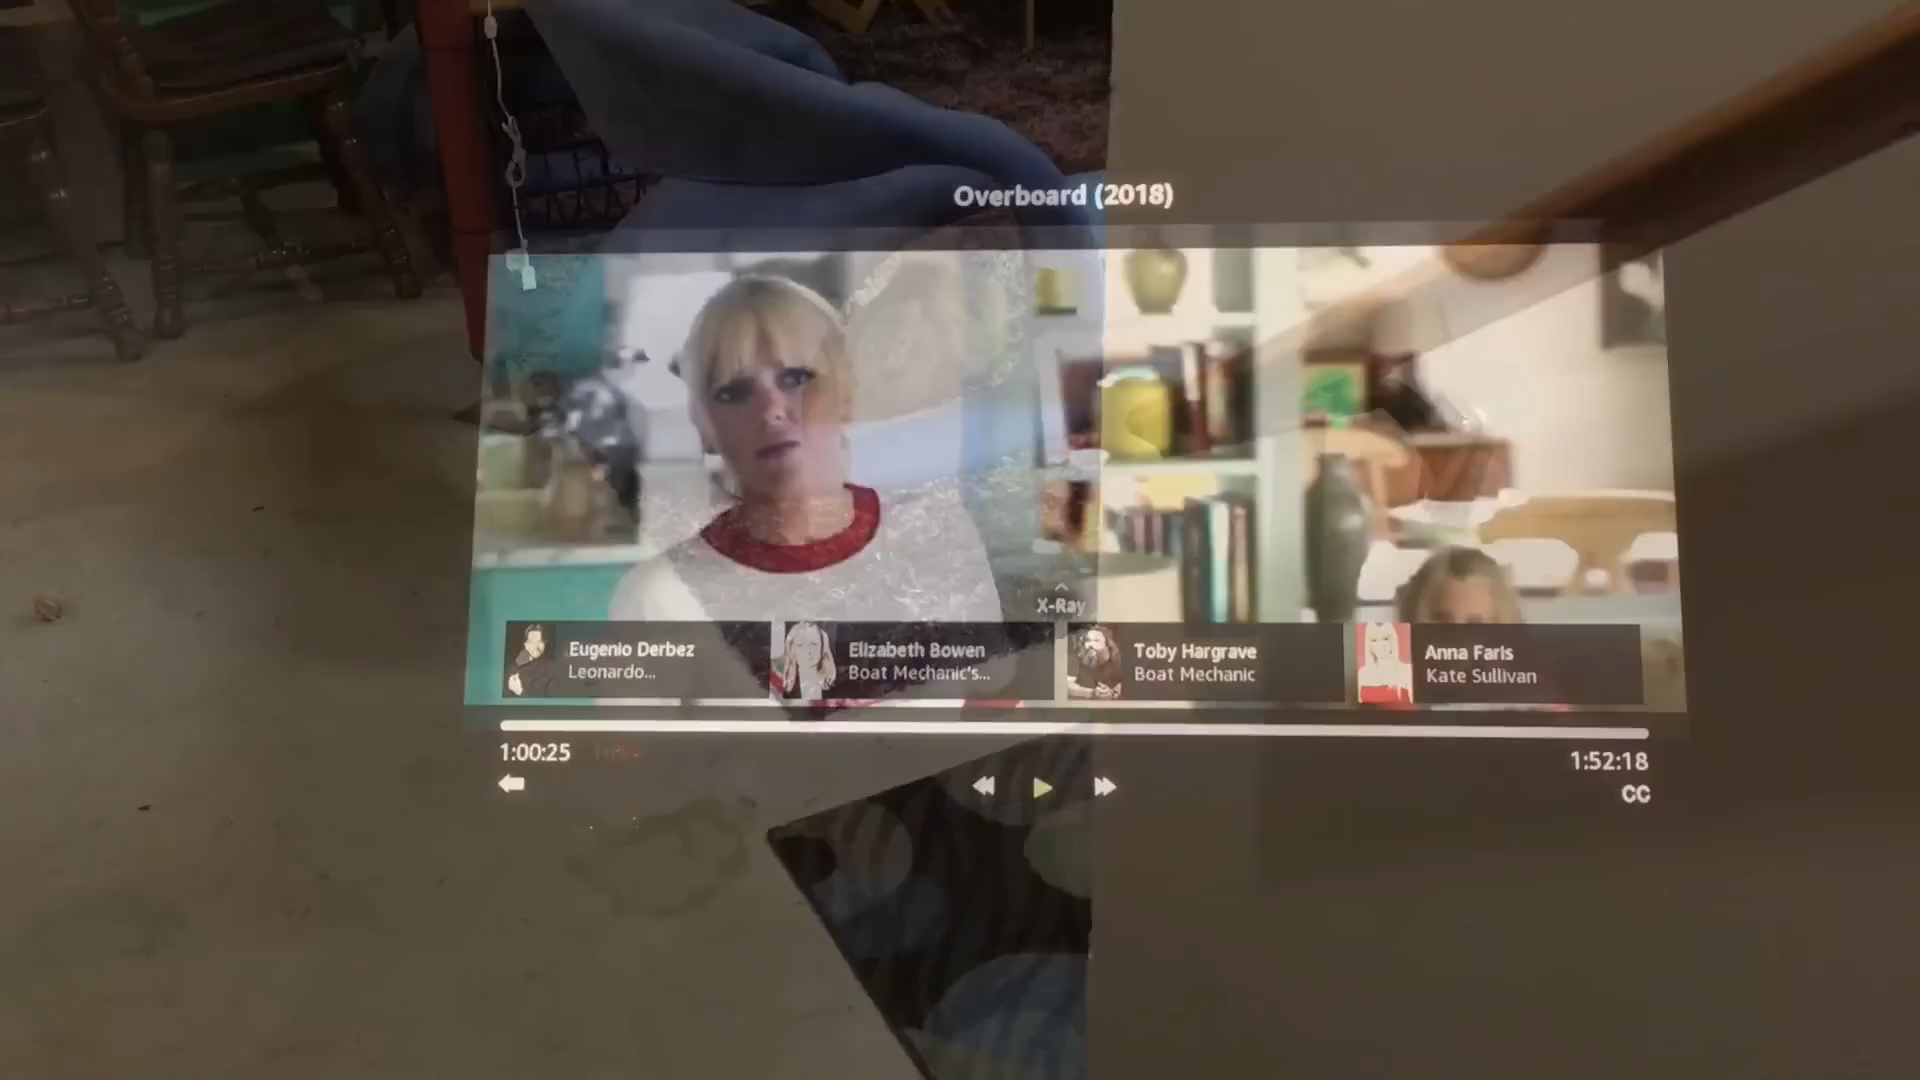 Overboard (2018)
X-Ray
Eugenio Derbez
Leonardo...
Elizabeth Bowen
Boat Mechanic's...
Toby Hargrave
Boat Mechanic
Anna Faris
Kate Sullivan
1:00:25
1:52:18
CC